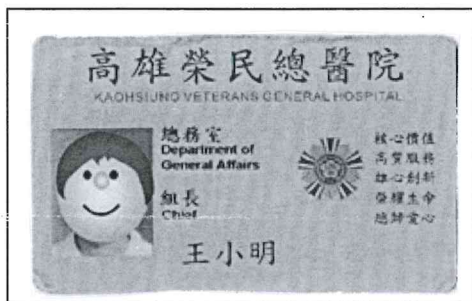 高雄榮民總醫院
KAOHSIUNG VETERANS GENERAL HOSPITAL
總務室
Department of
General Affairs
組長
Chief
王小明
核心價值
高質服務
雄心創新
榮耀生命
總歸愛心